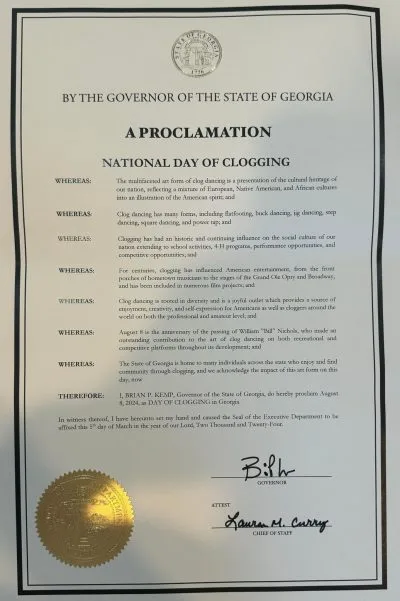 STATE OF GEORGIA
1776
BY THE GOVERNOR OF THE STATE OF GEORGIA
A PROCLAMATION
NATIONAL DAY OF CLOGGING
WHEREAS: The multifaceted art form of clog dancing is a presentation of the cultural heritage of
our nation, reflecting a mixture of European, Native American, and African cultures
into an illustration of the American spirit; and
WHEREAS: Clog dancing has many forms, including flatfooting, buck dancing, jig dancing, step
dancing, square dancing, and power tap; and
WHEREAS: Clogging has had an historic and continuing influence on the social culture of our
nation extending to school activities, 4-H programs, performance opportunities, and
competitive opportunities; and
WHEREAS: For centuries, clogging has influenced American entertainment, from the front
porches of hometown musicians to the stages of the Grand Ole Opry and Broadway,
and has been included in numerous film projects; and
WHEREAS: Clog dancing is rooted in diversity and is a joyful outlet which provides a source of
enjoyment, creativity, and self-expression for Americans as well as cloggers around the
world on both the professional and amateur level; and
WHEREAS: August 8 is the anniversary of the passing of William "Bill" Nichols, who made an
outstanding contribution to the art of clog dancing on both recreational and
competitive platforms throughout its development; and
WHEREAS: The State of Georgia is home to many individuals across the state who enjoy and find
community through clogging, and we acknowledge the impact of this art form on this
day, now
THEREFORE: I, BRIAN P. KEMP, Governor of the State of Georgia, do hereby proclaim August
8, 2024, as DAY OF CLOGGING in Georgia
In witness thereof, I have hereunto set my hand and caused the Seal of the Executive Department to be
affixed this 5th day of March in the year of our Lord, Two Thousand and Twenty-Four.
GOVERNOR
ATTEST
Lauren M. Curry
CHIEF OF STAFF